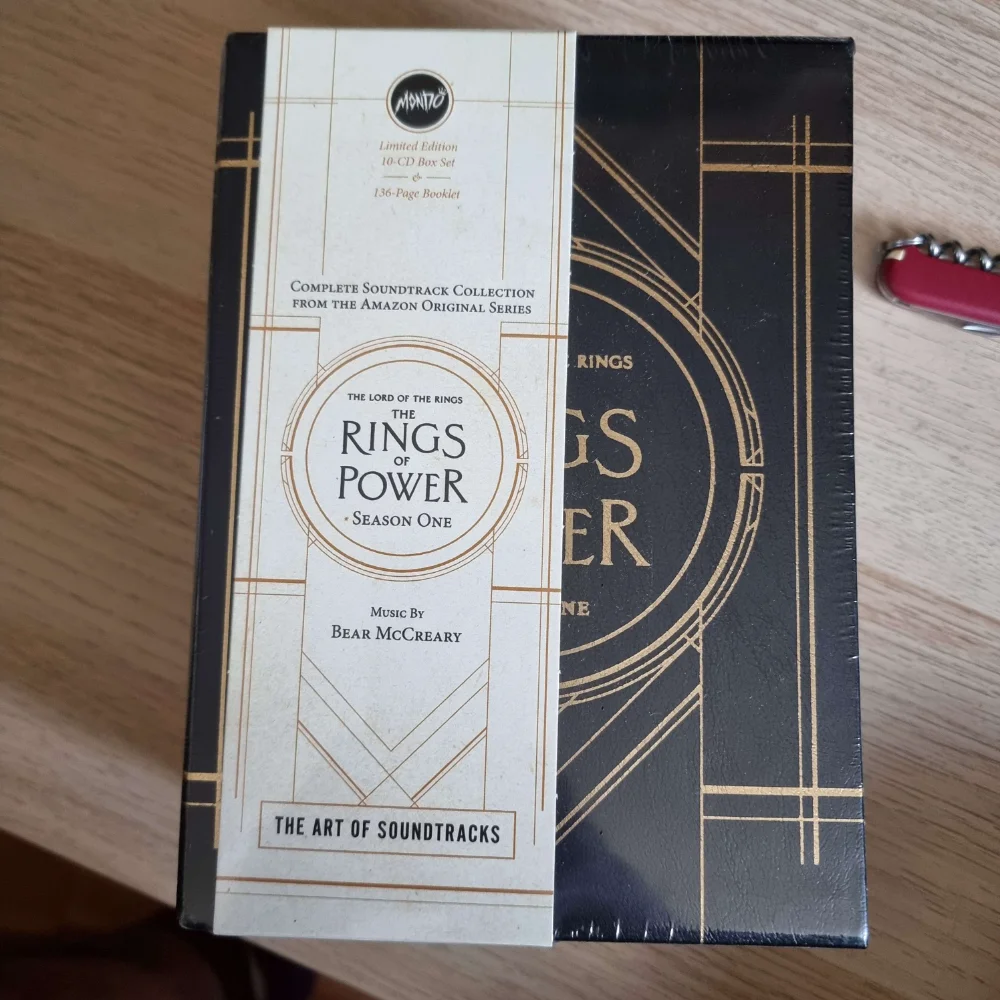 MONDO
Limited Edition
10-CD Box Set
&
136-Page Booklet
COMPLETE SOUNDTRACK COLLECTION
FROM THE AMAZON ORIGINAL SERIES
THE LORD OF THE RINGS
THE
RINGS
OF
POWER
SEASON ONE
MUSIC BY
BEAR MCCREARY
THE ART OF SOUNDTRACKS
RINGS
GS
ER
NE